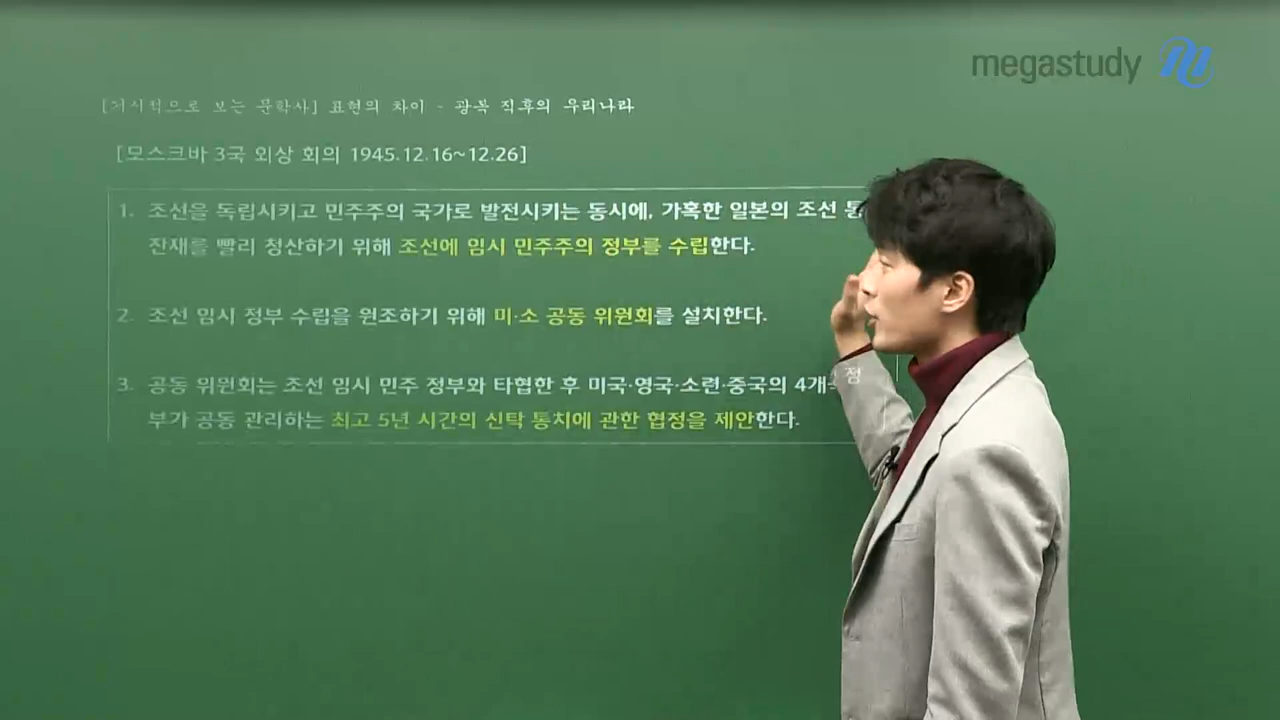 megastudy
[거시적으로 보는 문학사] 표현의 차이 - 광복 직후의 우리나라
[모스크바 3국 외상 회의 1945.12.16~12.26]
1. 조선을 독립시키고 민주주의 국가로 발전시키는 동시에, 가혹한 일본의 조선
잔재를 빨리 청산하기 위해 조선에 임시 민주주의 정부를 수립한다.
2. 조선 임시 정부 수립을 원조하기 위해 미·소 공동 위원회를 설치한다.
3. 공동 위원회는 조선 임시 민주 정부와 타협한 후 미국·영국·소련·중국의 4개국 정
부가 공동 관리하는 최고 5년 시간의 신탁 통치에 관한 협정을 제안한다.